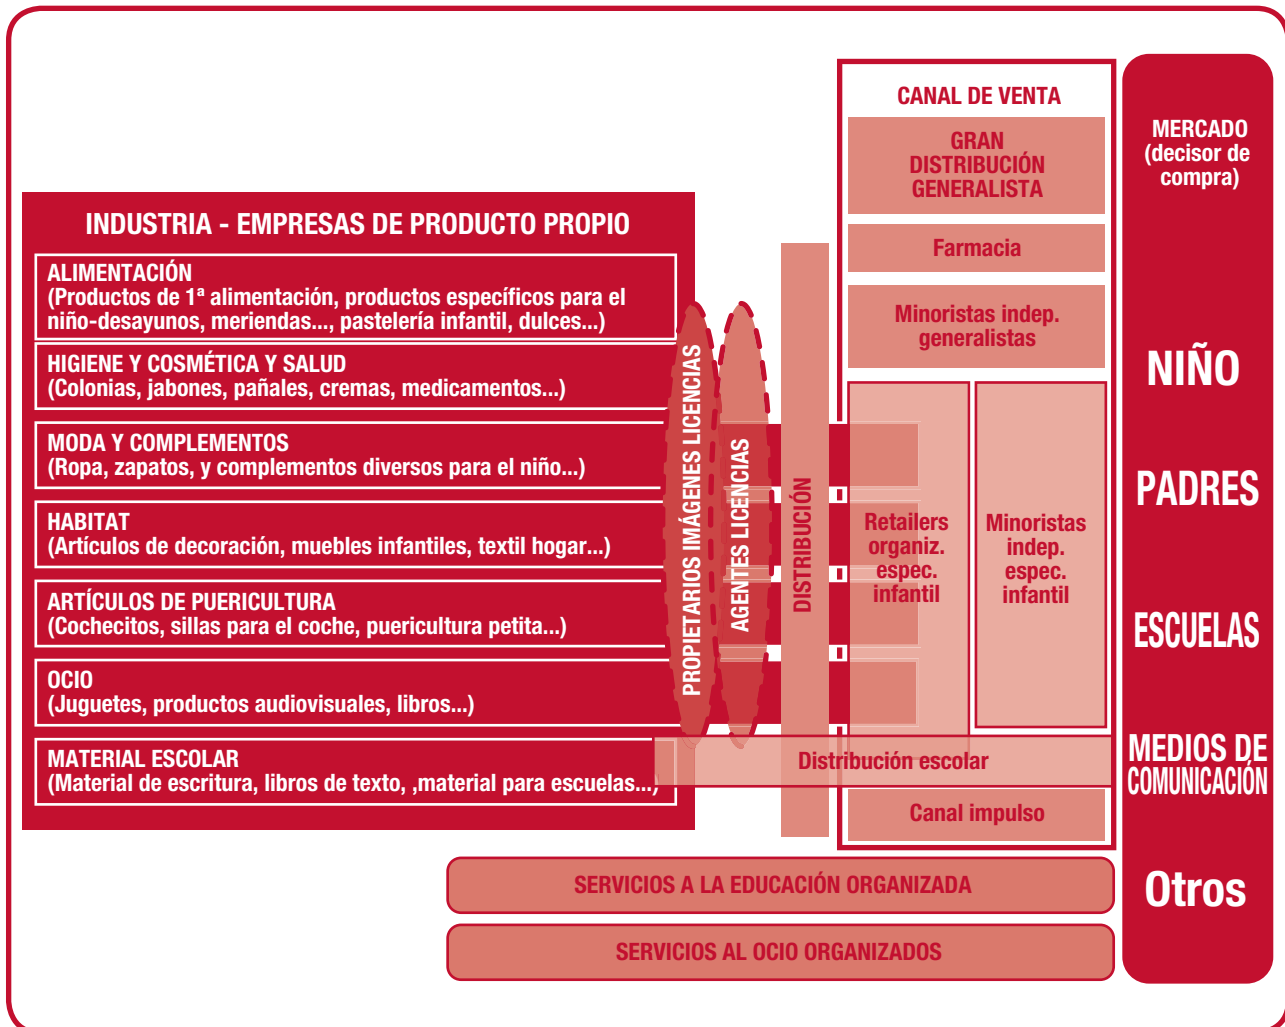 INDUSTRIA - EMPRESAS DE PRODUCTO PROPIO
ALIMENTACIÓN
(Productos de 1ª alimentación, productos específicos para el
niño-desayunos, meriendas..., pastelería infantil, dulces...)
HIGIENE Y COSMÉTICA Y SALUD
(Colonias, jabones, pañales, cremas, medicamentos...)
MODA Y COMPLEMENTOS
(Ropa, zapatos, y complementos diversos para el niño...)
HABITAT
(Artículos de decoración, muebles infantiles, textil hogar...)
ARTÍCULOS DE PUERICULTURA
(Cochecitos, sillas para el coche, puericultura petita...)
OCIO
(Juguetes, productos audiovisuales, libros...)
MATERIAL ESCOLAR
(Material de escritura, libros de texto, ,material para escuelas...)
PROPIETARIOS IMÁGENES LICENCIAS
AGENTES LICENCIAS
DISTRIBUCIÓN
CANAL DE VENTA
GRAN
DISTRIBUCIÓN
GENERALISTA
Farmacia
Minoristas indep.
generalistas
Retailers
organiz.
espec.
infantil
Minoristas
indep.
espec.
infantil
Distribución escolar
Canal impulso
SERVICIOS A LA EDUCACIÓN ORGANIZADA
SERVICIOS AL OCIO ORGANIZADOS
MERCADO
(decisor de
compra)
NIÑO
PADRES
ESCUELAS
MEDIOS DE
COMUNICACIÓN
Otros